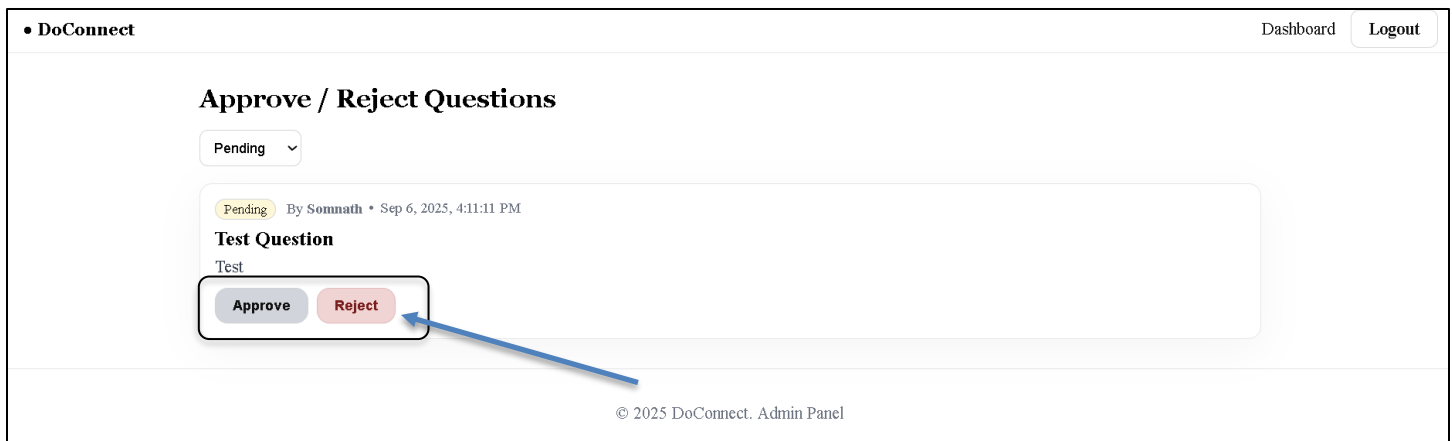 • DoConnect Dashboard Logout
Approve / Reject Questions
Pending
Pending By Somnath • Sep 6, 2025, 4:11:11 PM
Test Question
Test
Approve Reject
© 2025 DoConnect. Admin Panel